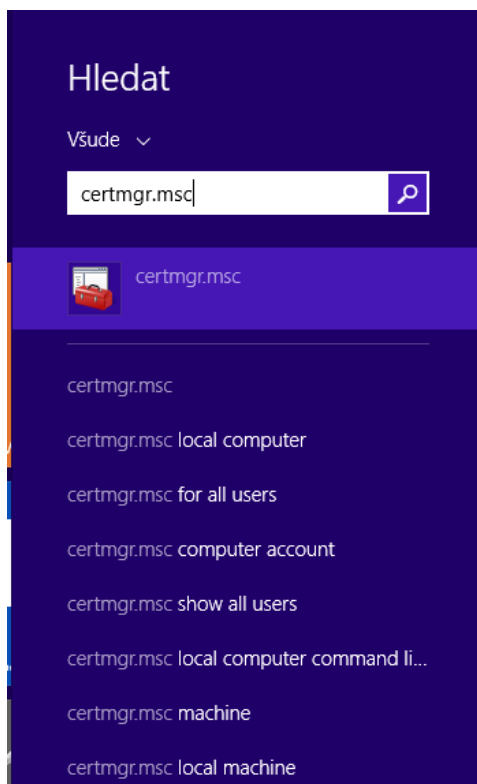 Hledat
Všude
certmgr.msc
certmgr.msc
certmgr.msc
certmgr.msc local computer
certmgr.msc for all users
certmgr.msc computer account
certmgr.msc show all users
certmgr.msc local computer command li...
certmgr.msc machine
certmgr.msc local machine